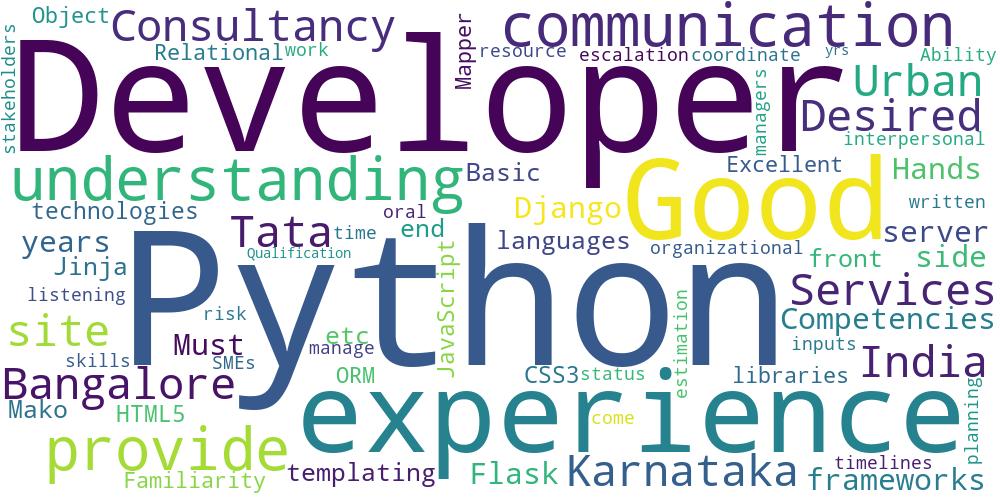 Object
Consultancy
communication
stakeholders
Relational
work
Mapper
resource
escalation
coordinate
yrs
Ability
Developer
managers
Urban
Desired
interpersonal
understanding
Basic
Excellent
Good
Hands
technologies
oral
Django
written
years
Tata
time
end
languages
organizational
server
Qualification
Jinja
JavaScript
front
side
Python
listening
risk
estimation
Services
site
etc
Competencies
Must
manage
inputs
skills
SMEs
ORM
CSS3
status
libraries
India
Bangalore
Mako
HTML5
experience
come
planning
provide
Familiarity
templating
Flask
Karnataka
timelines
frameworks